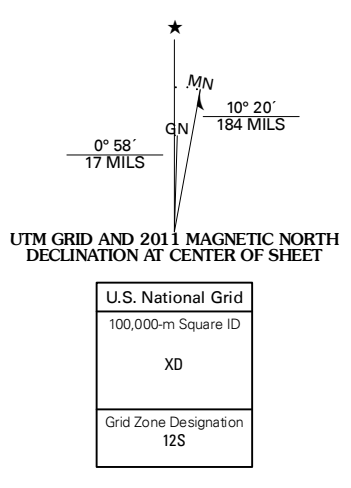 ★
MN
10° 20´
184 MILS
GN
0° 58´
17 MILS
UTM GRID AND 2011 MAGNETIC NORTH
DECLINATION AT CENTER OF SHEET
U.S. National Grid
100,000-m Square ID
XD
Grid Zone Designation
12S